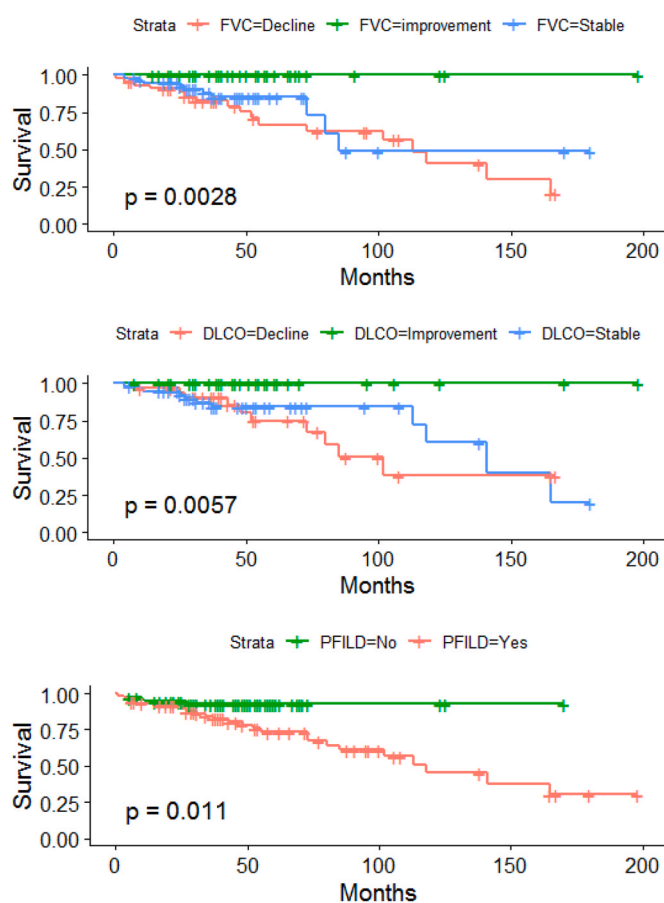 Strata FVC=Decline FVC=improvement FVC=Stable
Survival
1.00
0.75
0.50
0.25
0.00
p = 0.0028
0 50 100 150 200
Months
Strata DLCO=Decline DLCO=Improvement DLCO=Stable
Survival
1.00
0.75
0.50
0.25
0.00
p = 0.0057
0 50 100 150 200
Months
Strata PFILD=No PFILD=Yes
Survival
1.00
0.75
0.50
0.25
0.00
p = 0.011
0 50 100 150 200
Months